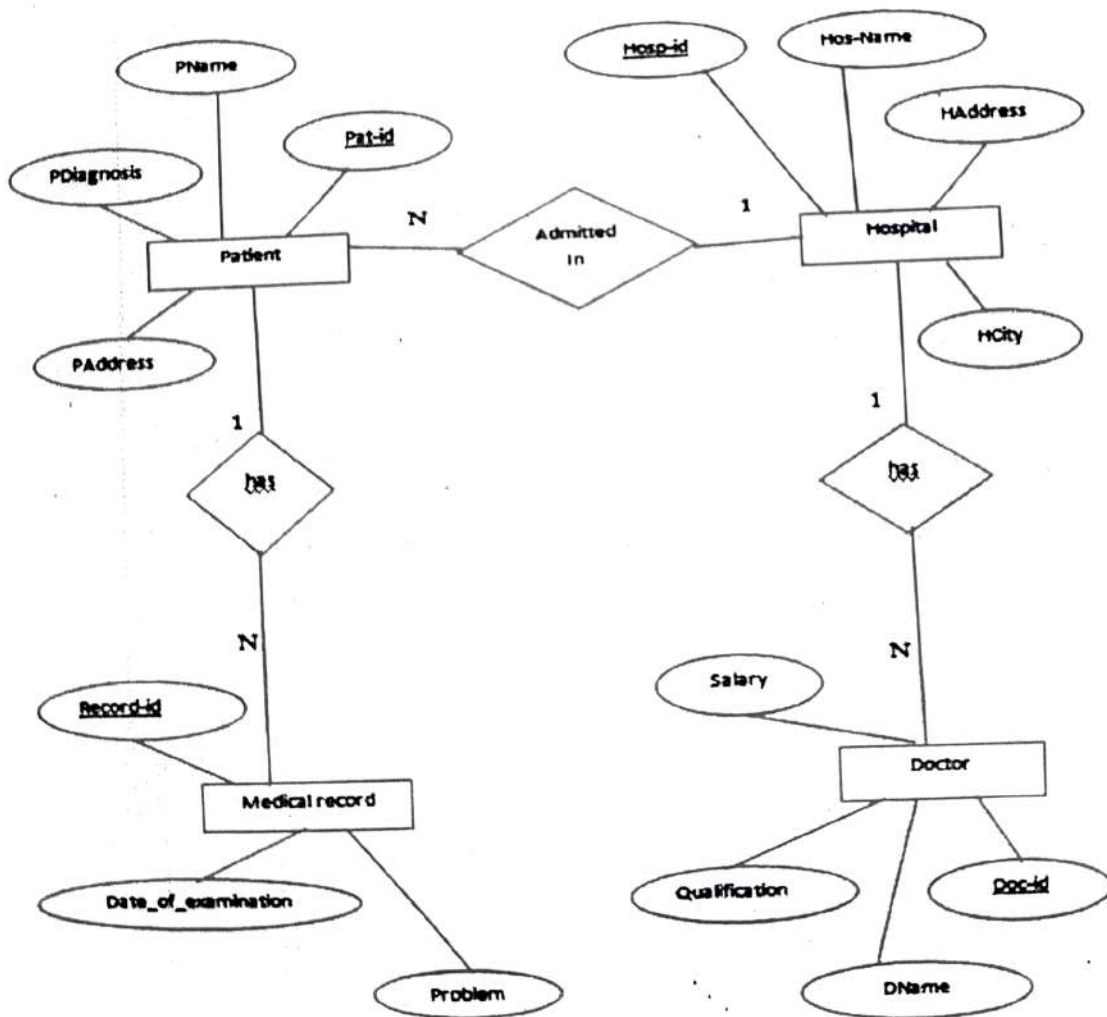 PName
Hosp-id
Hos-Name
HAddress
Pat-id
PDiagnosis
N
Admitted
In
1
Hospital
Patient
HCity
PAddress
1
1
has
has
N
N
Salary
Record-id
Doctor
Medical record
Qualification
Doc-id
Date_of_examination
DName
Problem